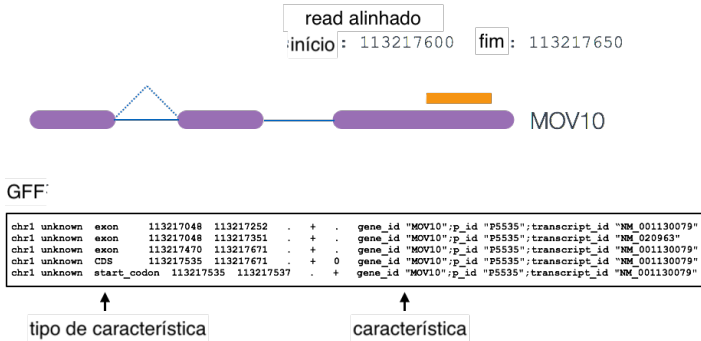 read alinhado
início : 113217600 fim : 113217650
MOV10
GFF
chr1 unknown exon 113217048 113217252 . + . gene_id "MOV10";p_id "P5535";transcript_id "NM_001130079"
chr1 unknown exon 113217048 113217351 . + . gene_id "MOV10";p_id "P5535";transcript_id "NM_020963"
chr1 unknown exon 113217470 113217671 . + . gene_id "MOV10";p_id "P5535";transcript_id "NM_001130079"
chr1 unknown CDS 113217535 113217671 . + 0 gene_id "MOV10";p_id "P5535";transcript_id "NM_001130079"
chr1 unknown start_codon 113217535 113217537 . + gene_id "MOV10";p_id "P5535";transcript_id "NM_001130079"
tipo de característica característica